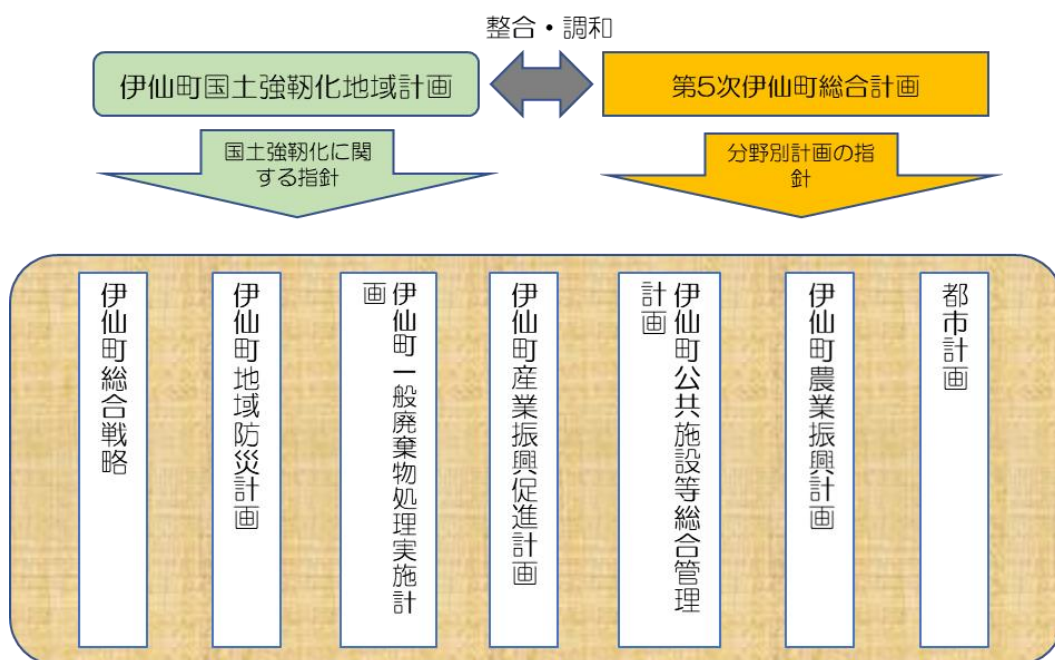 整合・調和
伊仙町国土強靭化地域計画
第5次伊仙町総合計画
国土強靭化に関
する指針
分野別計画の指
針
伊仙町総合戦略
伊仙町地域防災計画
伊仙町一般廃棄物処理実施計
画
伊仙町産業振興促進計画
伊仙町公共施設等総合管理
計画
伊仙町農業振興計画
都市計画